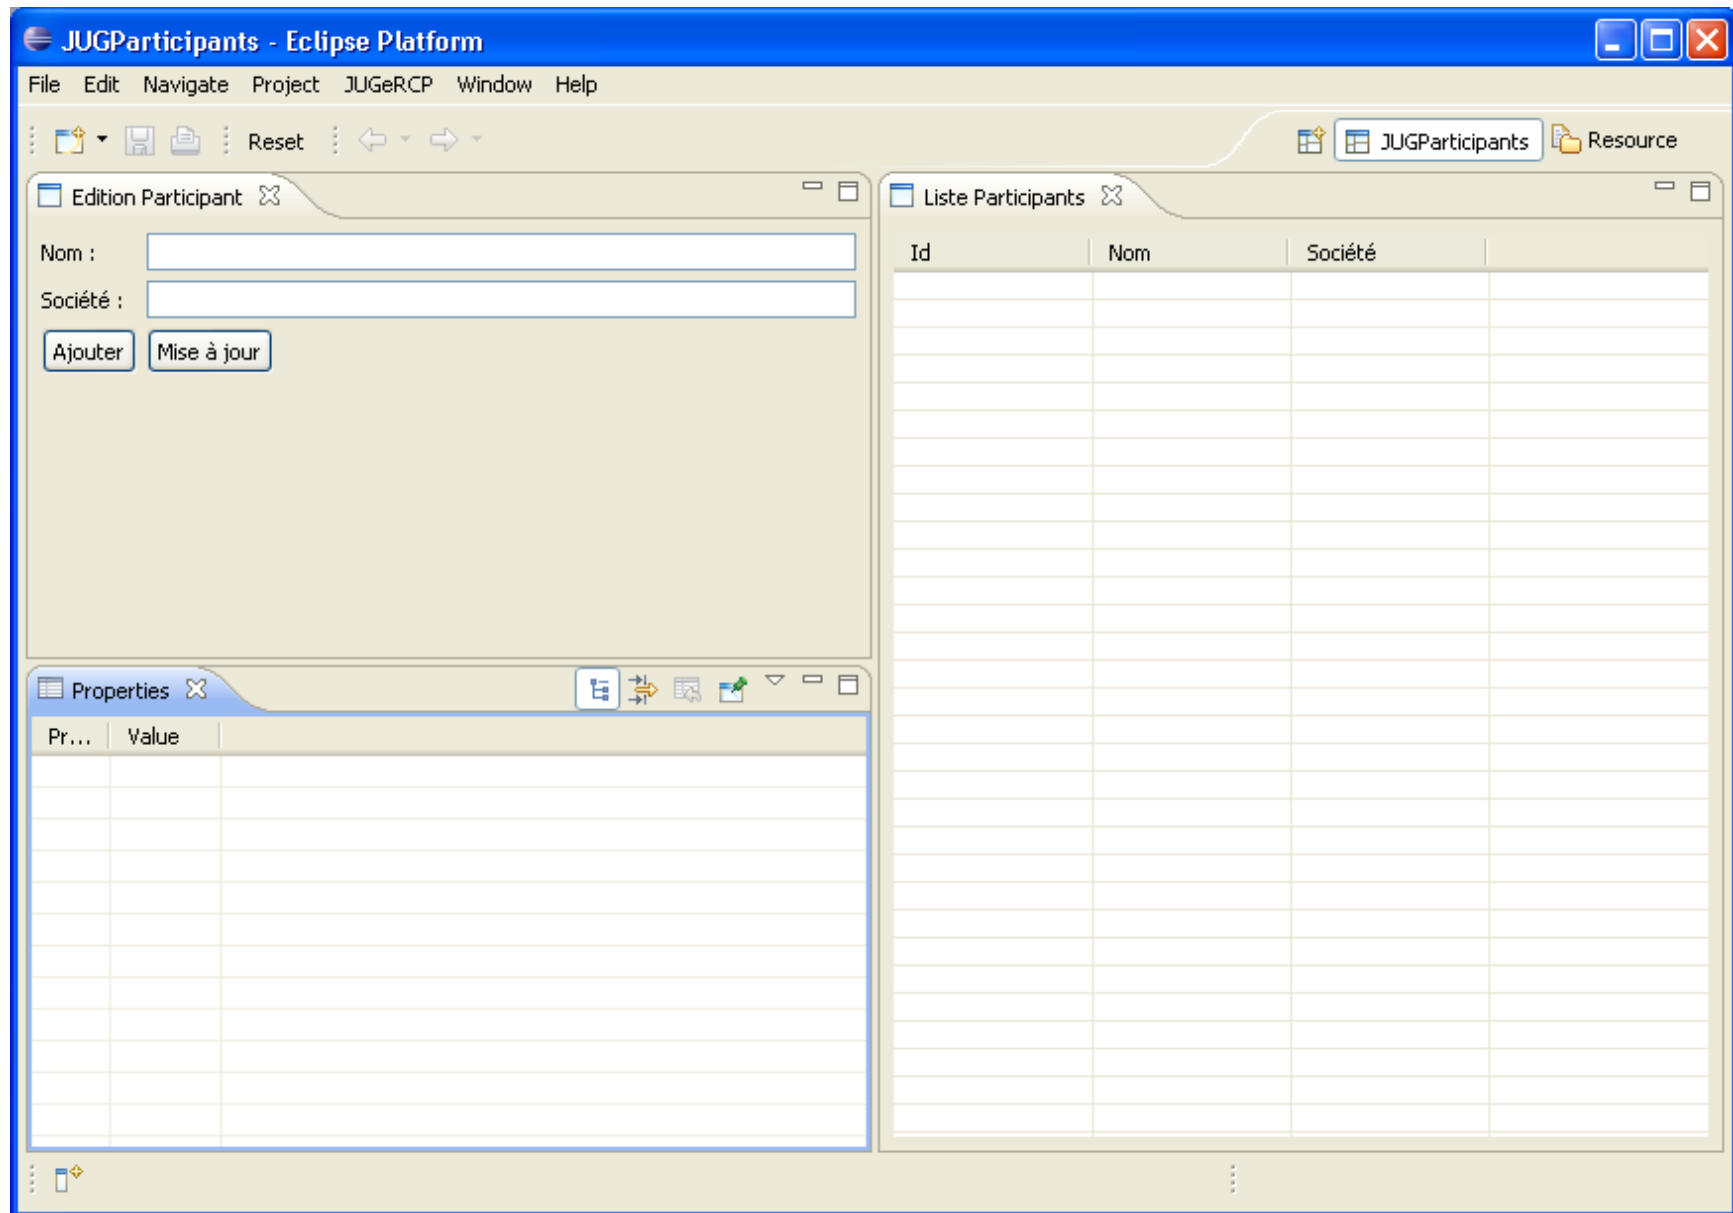 JUGParticipants - Eclipse Platform
File Edit Navigate Project JUGeRCP Window Help
Reset
JUGParticipants Resource
Edition Participant
Nom :
Société :
Ajouter Mise à jour
Liste Participants
Id Nom Société
Properties
Pr... Value